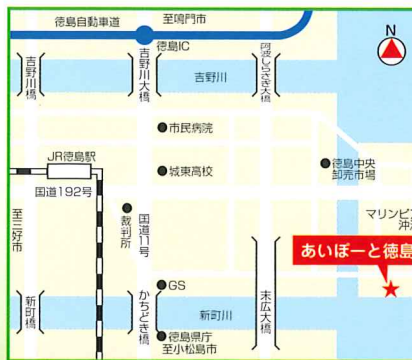 徳島自動車道
至鳴門市
N
徳島IC
吉野川橋
吉野川大橋
阿波しらさぎ大橋
吉野川
市民病院
JR徳島駅
城東高校
徳島中央
卸売市場
国道192号
裁判所
国道11号
至三好市
マリンピ
沖洲
あいぽーと徳島
GS
新町橋
かちどき橋
新町川
末広大橋
徳島県庁
至小松島市